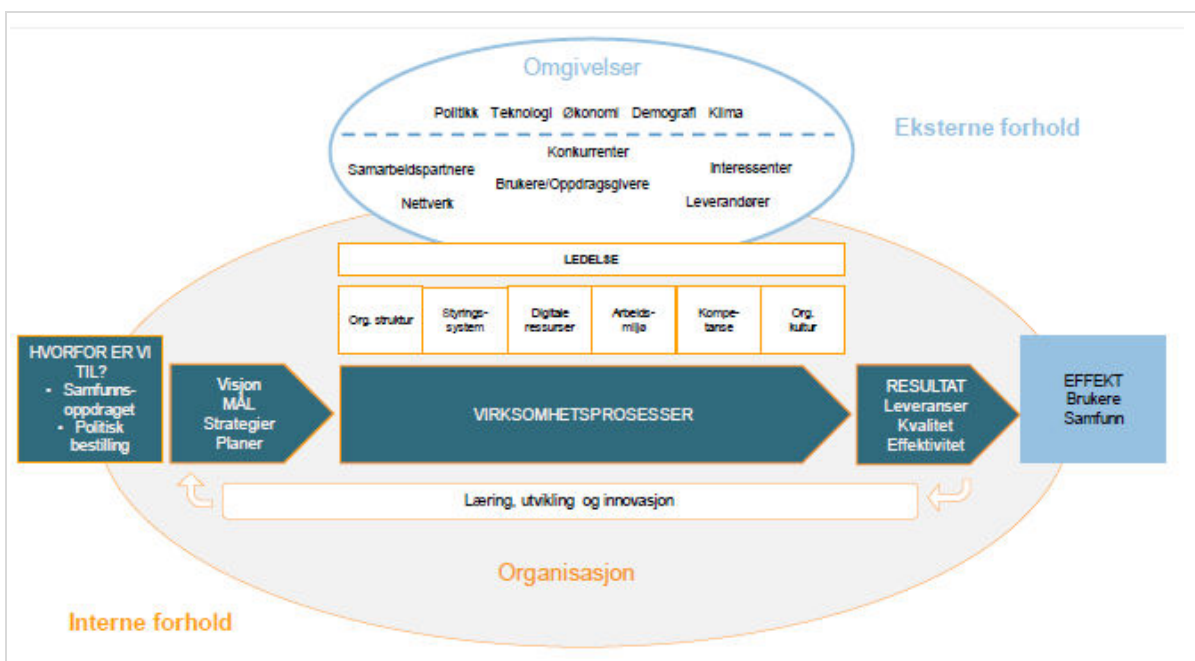 Omgivelser
Politikk Teknologi Økonomi Demografi Klima
Eksterne forhold
Konkurrenter
Samarbeidspartnere
Interessenter
Brukere/Oppdragsgivere
Nettverk
Leverandører
LEDELSE
Org. struktur
Styrings-
system
Digitale
ressurser
Arbeids-
miljø
Kompe-
tanse
Org.
kultur
HVORFOR ER VI
TIL?
• Samfunns-
oppdraget
• Politisk
bestilling
Visjon
MÅL
Strategier
Planer
VIRKSOMHETSPROSESSER
RESULTAT
Leveranser
Kvalitet
Effektivitet
EFFEKT
Brukere
Samfunn
Læring, utvikling og innovasjon
Organisasjon
Interne forhold